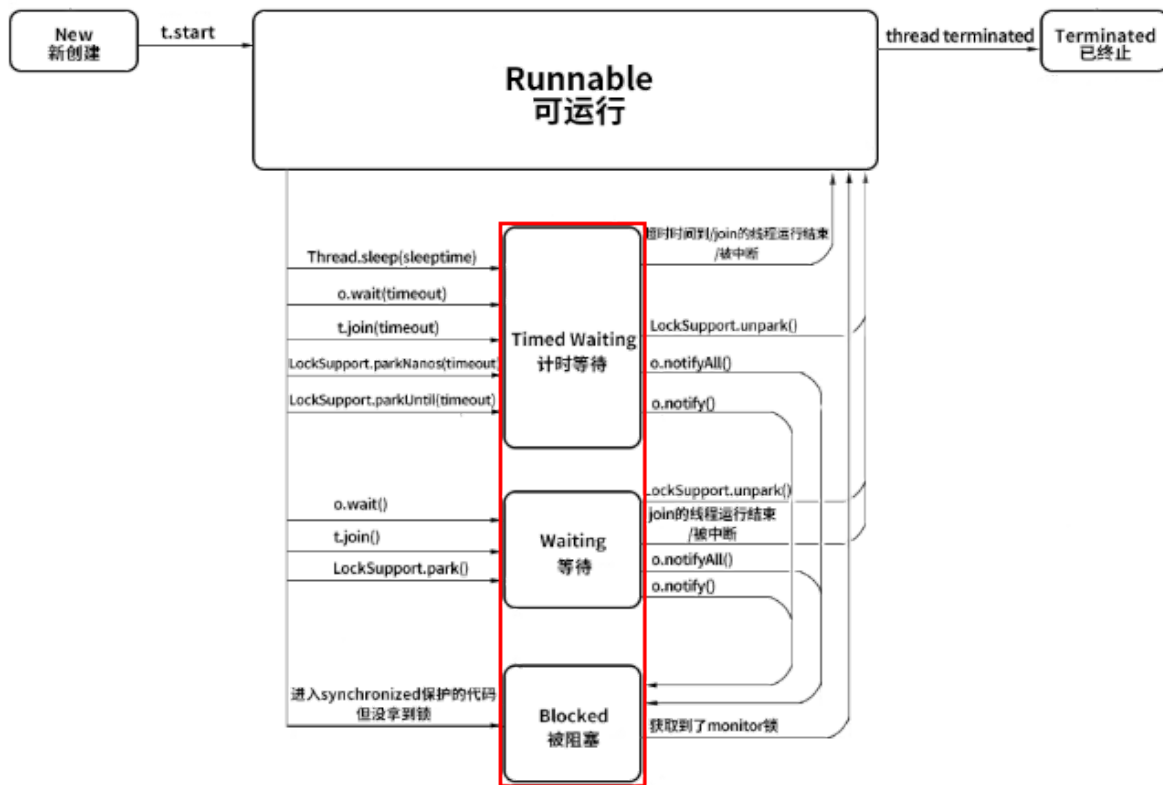 New
新创建
t.start
Runnable
可运行
thread terminated
Terminated
已终止
Thread.sleep(sleeptime)
o.wait(timeout)
t.join(timeout)
LockSupport.parkNanos(timeout)
LockSupport.parkUntil(timeout)
Timed Waiting
计时等待
超时时间到/join的线程运行结束
/被中断
LockSupport.unpark()
o.notifyAll()
o.notify()
o.wait()
t.join()
LockSupport.park()
Waiting
等待
LockSupport.unpark()
join的线程运行结束
/被中断
o.notifyAll()
o.notify()
进入synchronized保护的代码
但没拿到锁
Blocked
被阻塞
获取到了monitor锁